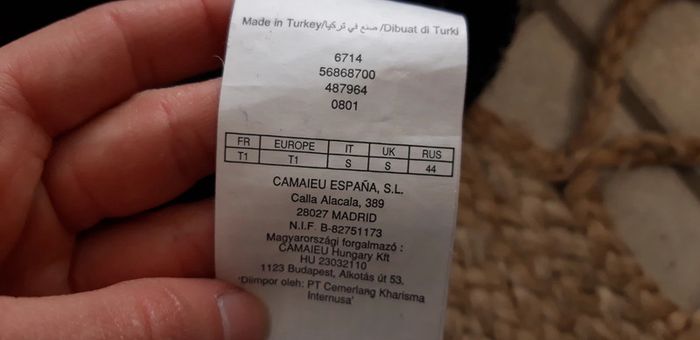 Made in Turkey/صنع في تركيا /Dibuat di Turki
6714
56868700
487964
0801
FR EUROPE IT UK RUS
T1 T1 S S 44
CAMAIEU ESPAÑA, S.L.
Calla Alacala, 389
28027 MADRID
N.I.F. B-82751173
Magyarországi forgalmazó :
CAMAIEU Hungary Kft
HU 23032110
1123 Budapest, Alkotás út 53.
'Diimpor oleh: PT Cemerlang Kharisma
Internusa'